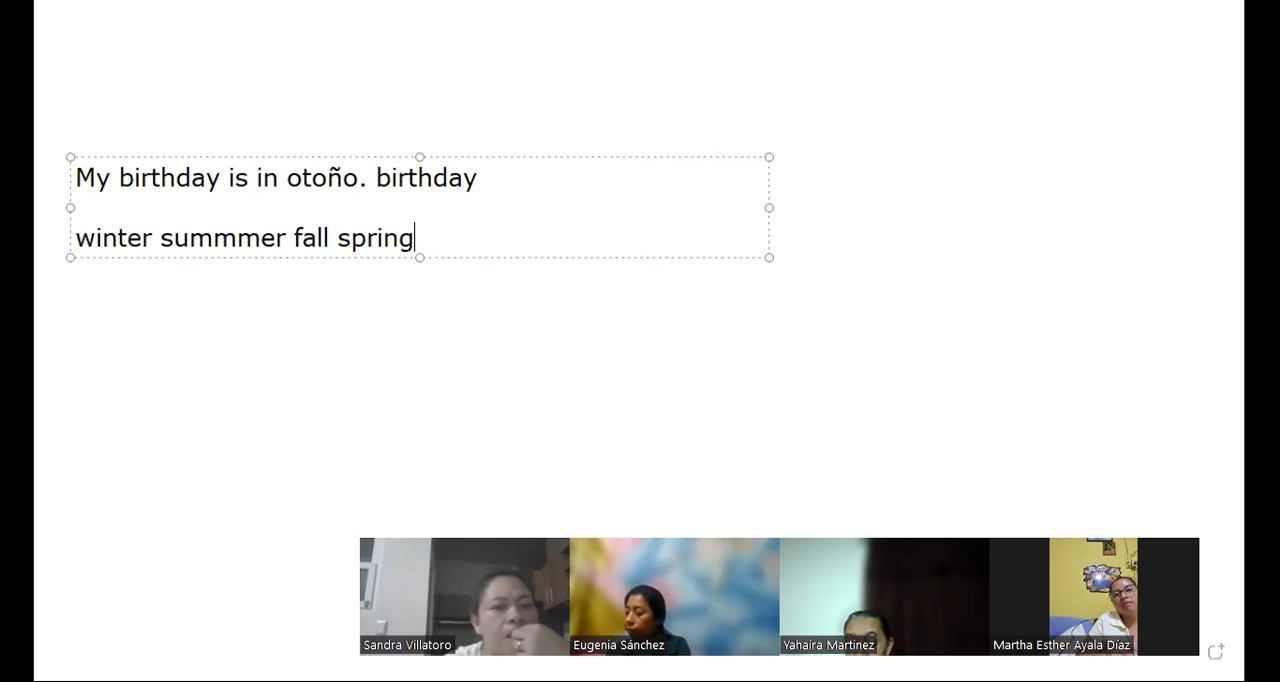 My birthday is in otoño. birthday
winter summmer fall spring
Sandra Villatoro
Eugenia Sánchez
Yahaira Martinez
Martha Esther Ayala Díaz